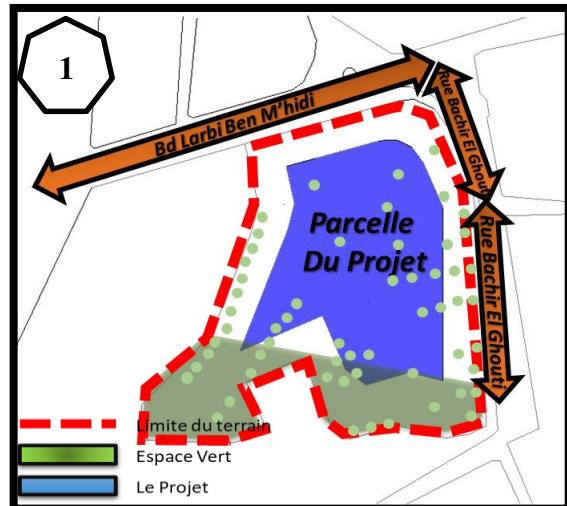 1
Bd Larbi Ben M'hidi
Rue Bachir El Ghouti
Parcelle
Du Projet
Rue Bachir El Ghouti
Limite du terrain
Espace Vert
Le Projet